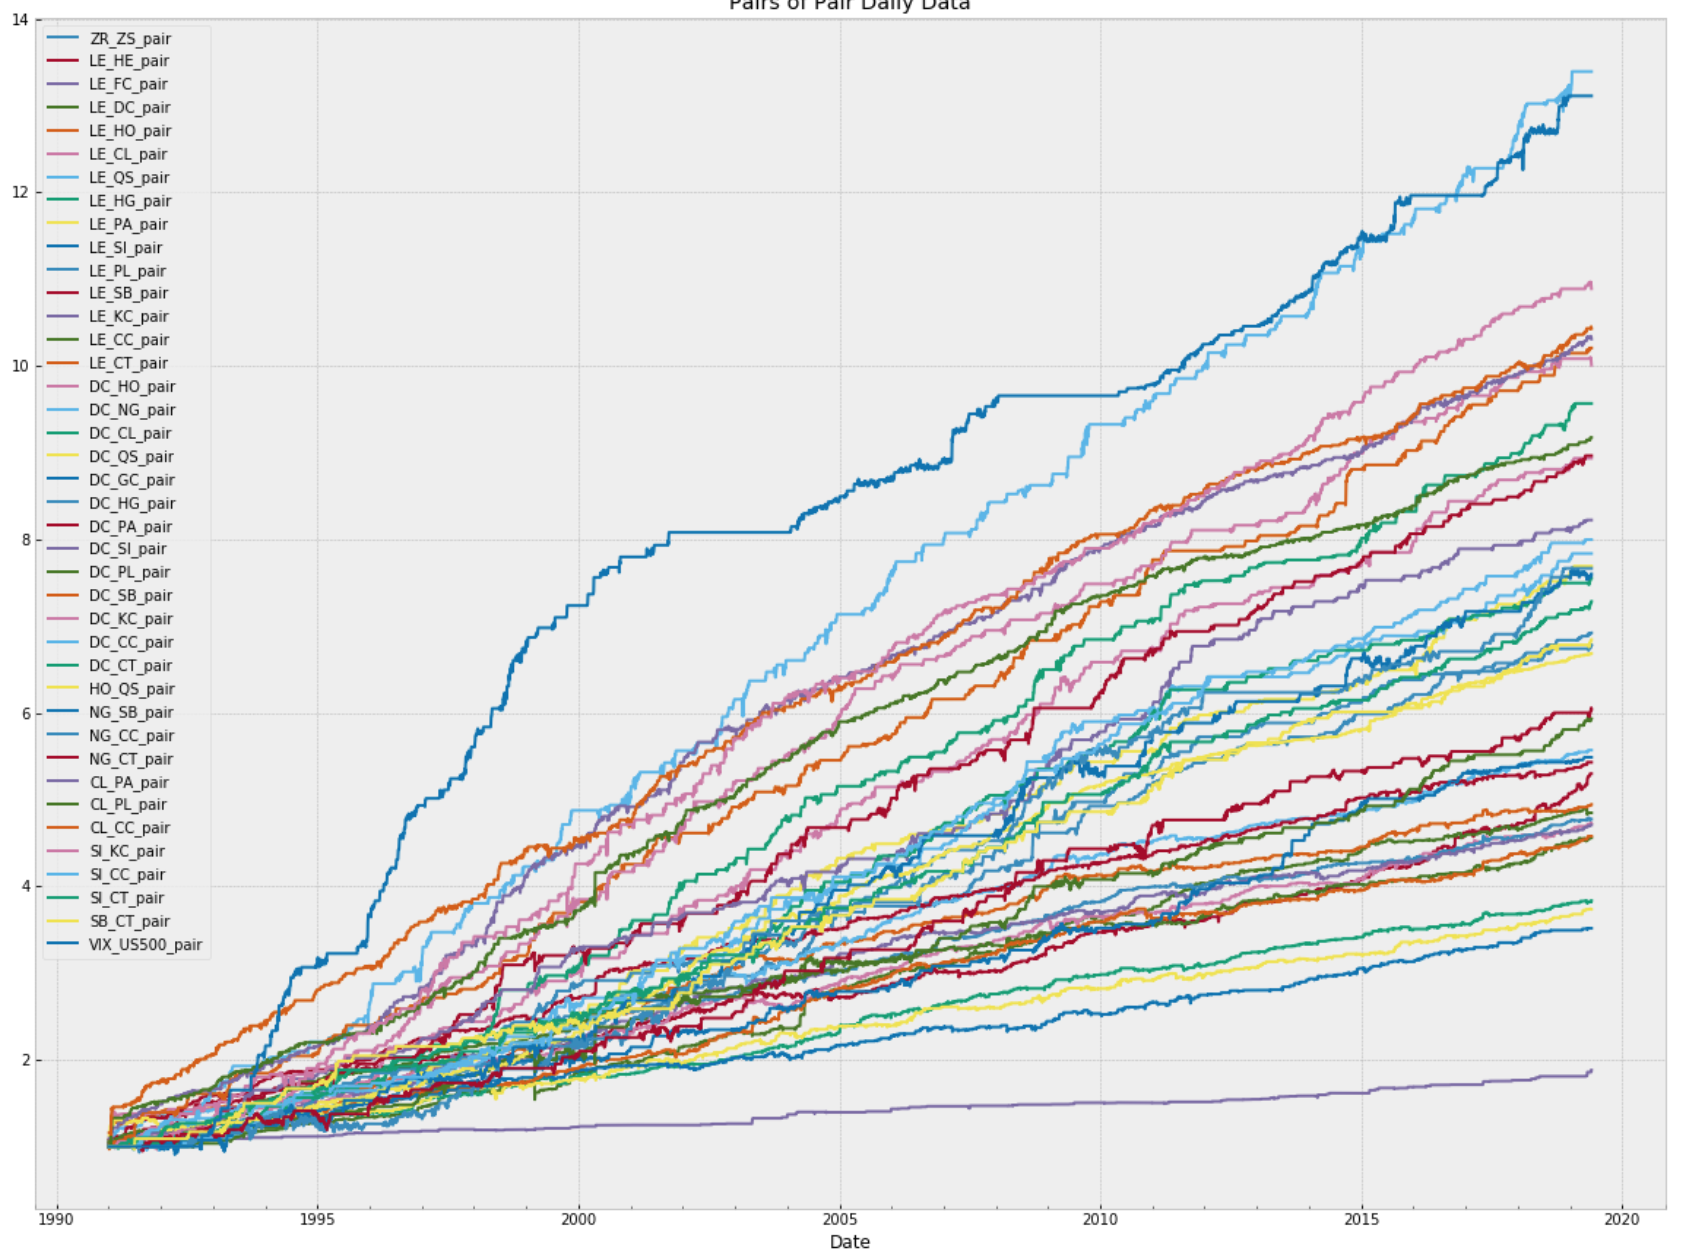 Pairs of Pair Daily Data
14
12
10
8
6
4
2
ZR_ZS_pair
LE_HE_pair
LE_FC_pair
LE_DC_pair
LE_HO_pair
LE_CL_pair
LE_QS_pair
LE_HG_pair
LE_PA_pair
LE_SI_pair
LE_PL_pair
LE_SB_pair
LE_KC_pair
LE_CC_pair
LE_CT_pair
DC_HO_pair
DC_NG_pair
DC_CL_pair
DC_QS_pair
DC_GC_pair
DC_HG_pair
DC_PA_pair
DC_SI_pair
DC_PL_pair
DC_SB_pair
DC_KC_pair
DC_CC_pair
DC_CT_pair
HO_QS_pair
NG_SB_pair
NG_CC_pair
NG_CT_pair
CL_PA_pair
CL_PL_pair
CL_CC_pair
SI_KC_pair
SI_CC_pair
SI_CT_pair
SB_CT_pair
VIX_US500_pair
1990 1995 2000 2005 2010 2015 2020
Date